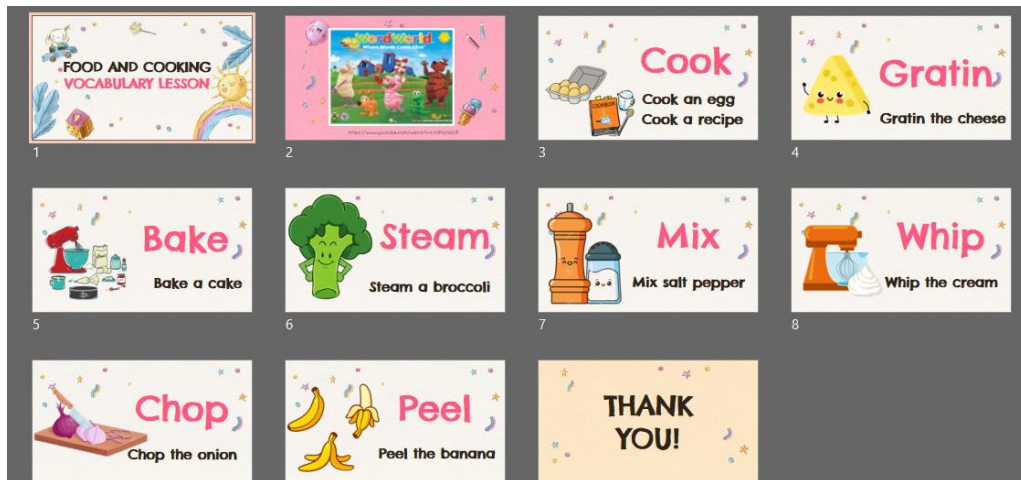 FOOD AND COOKING
VOCABULARY LESSON
1
WordWorld
Where Words Come Alive
2
Cook
COOKBOOK
Cook an egg
Cook a recipe
3
Gratin
Gratin the cheese
4
Bake
Bake a cake
5
Steam
Steam a broccoli
6
Mix
Mix salt pepper
7
Whip
Whip the cream
8
Chop
Chop the onion
Peel
Peel the banana
THANK
YOU!